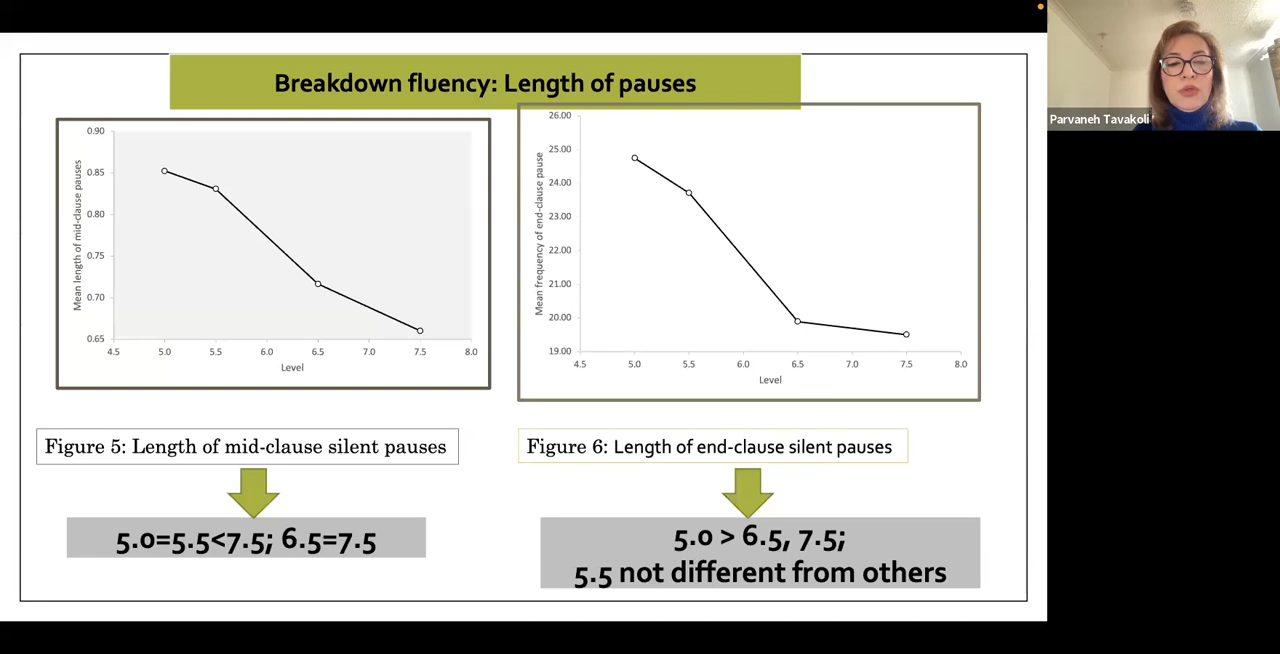 Breakdown fluency: Length of pauses
Parvaneh Tavakoli
0.90
0.85
0.80
0.75
0.70
0.65
Mean length of mid-clause pauses
4.5 5.0 5.5 6.0 6.5 7.0 7.5 8.0
Level
26.00
25.00
24.00
23.00
22.00
21.00
20.00
19.00
Mean frequency of end-clause pause
4.5 5.0 5.5 6.0 6.5 7.0 7.5 8.0
Level
Figure 5: Length of mid-clause silent pauses
Figure 6: Length of end-clause silent pauses
5.0=5.5<7.5; 6.5=7.5
5.0 > 6.5, 7.5;
5.5 not different from others